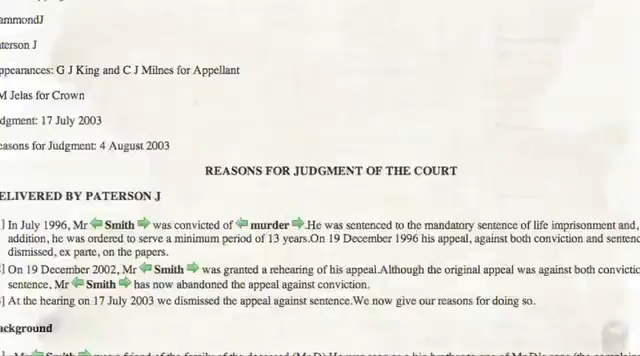 ammondJ
terson J
ppearances: G J King and C J Milnes for Appellant
M Jelas for Crown
dgment: 17 July 2003
easons for Judgment: 4 August 2003
REASONS FOR JUDGMENT OF THE COURT
ELIVERED BY PATERSON J
] In July 1996, Mr Smith was convicted of murder .He was sentenced to the mandatory sentence of life imprisonment and,
addition, he was ordered to serve a minimum period of 13 years.On 19 December 1996 his appeal, against both conviction and sentenc
dismissed, ex parte, on the papers.
] On 19 December 2002, Mr Smith was granted a rehearing of his appeal.Although the original appeal was against both convictio
sentence, Mr Smith has now abandoned the appeal against conviction.
] At the hearing on 17 July 2003 we dismissed the appeal against sentence.We now give our reasons for doing so.
ackground